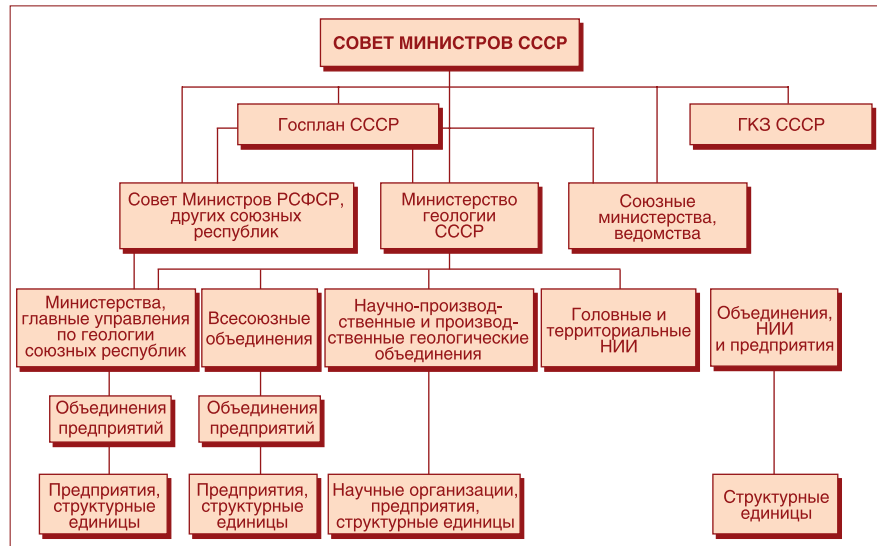 СОВЕТ МИНИСТРОВ СССР
Госплан СССР
ГКЗ СССР
Совет Министров РСФСР,
других союзных
республик
Министерство
геологии
СССР
Союзные
министерства,
ведомства
Министерства,
главные управления
по геологии
союзных республик
Всесоюзные
объединения
Научно-производ-
ственные и производ-
ственные геологические
объединения
Головные и
территориальные
НИИ
Объединения,
НИИ
и предприятия
Объединения
предприятий
Объединения
предприятий
Предприятия,
структурные
единицы
Предприятия,
структурные
единицы
Научные организации,
предприятия,
структурные единицы
Структурные
единицы